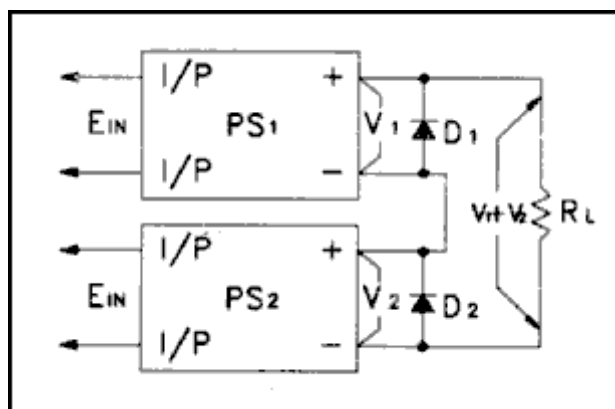 I/P
+
EIN
PS1
V1
D1
I/P
-
V1+V2
RL
I/P
+
EIN
PS2
V2
D2
I/P
-